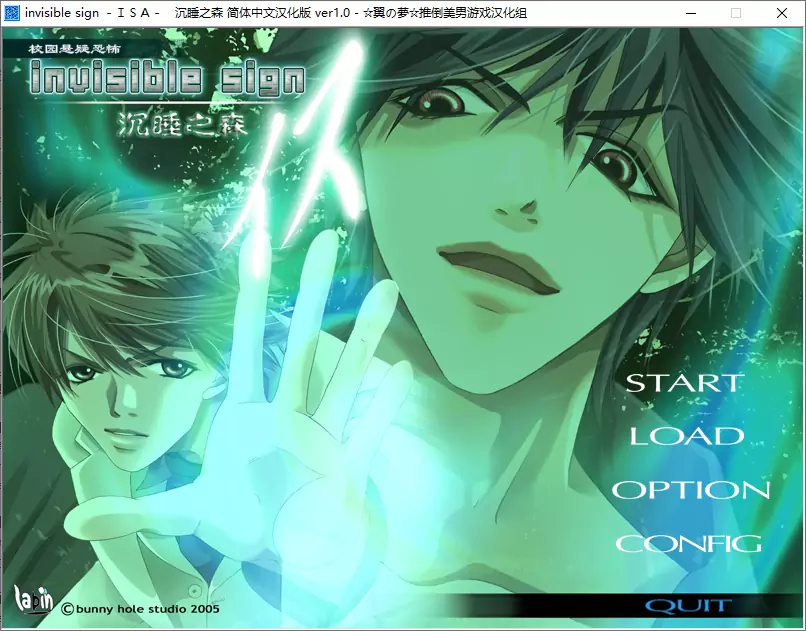 invisible sign - ＩＳＡ - 沉睡之森 简体中文汉化版 ver1.0 - ☆翼の夢☆推倒美男游戏汉化组
校园悬疑恐怖
invisible sign
沉睡之森
START
LOAD
OPTION
CONFIG
QUIT
lapin
©bunny hole studio 2005